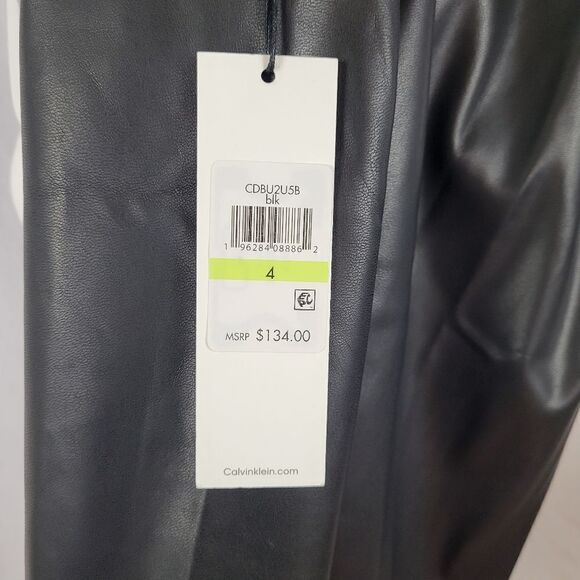 CDBU2U5B
blk
1 96284 08886 2
4
MSRP $134.00
Calvinklein.com